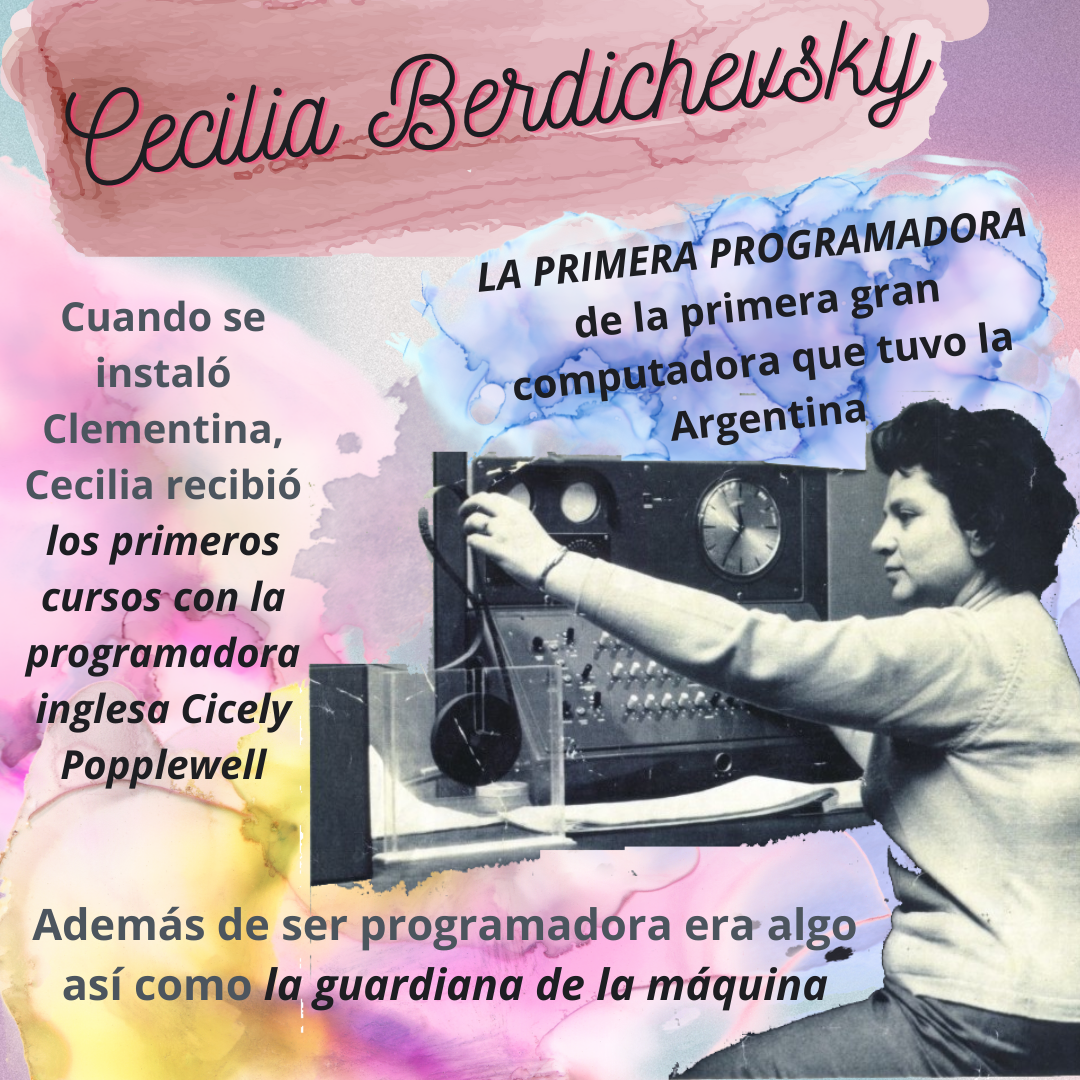 Cecilia Berdichevsky
LA PRIMERA PROGRAMADORA
de la primera gran
computadora que tuvo la
Argentina
Cuando se
instaló
Clementina,
Cecilia recibió
los primeros
cursos con la
programadora
inglesa Cicely
Popplewell
Además de ser programadora era algo
así como la guardiana de la máquina